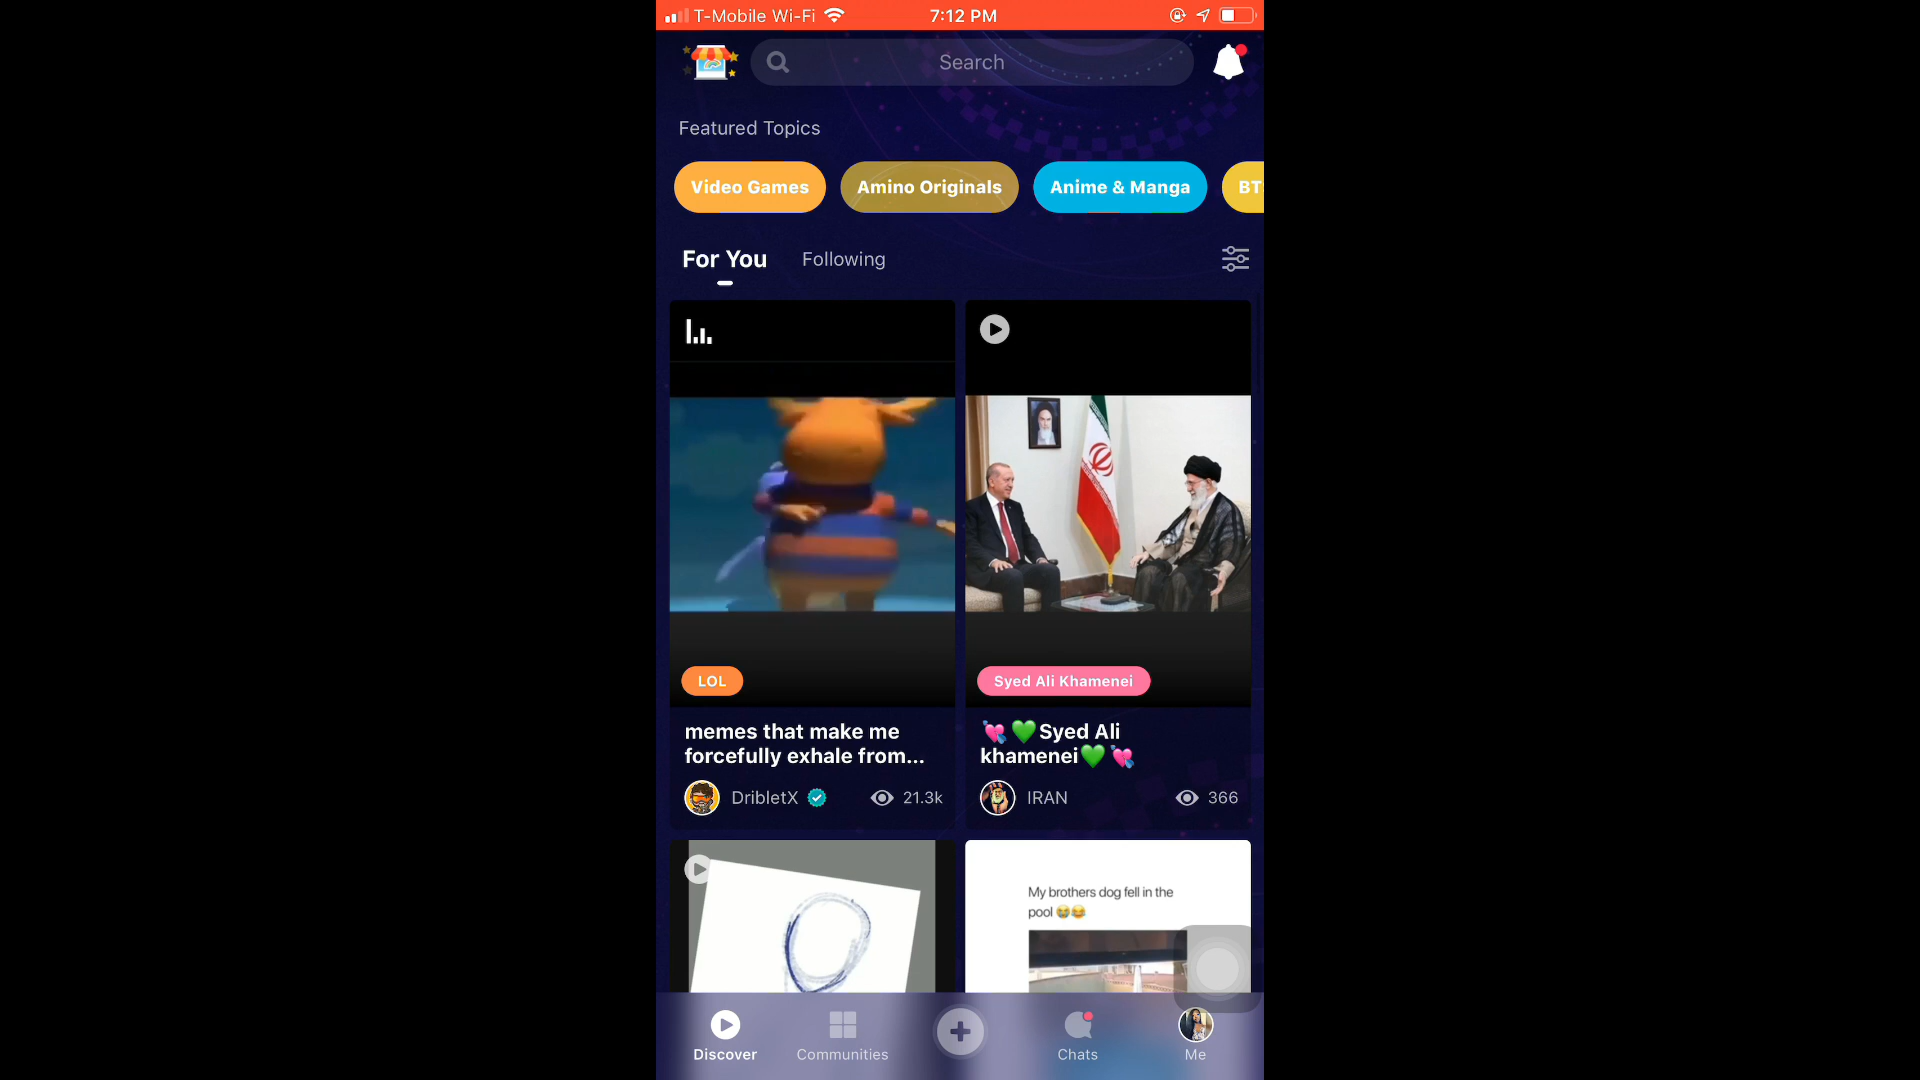 T-Mobile Wi-Fi 7:12 PM
Search
Featured Topics
Video Games Amino Originals Anime & Manga BT
For You Following
LOL
memes that make me
forcefully exhale from...
DribletX 21.3k
Syed Ali Khamenei
💘💚Syed Ali
khamenei💚💘
IRAN 366
My brothers dog fell in the
pool 😭😂
Discover Communities Chats Me